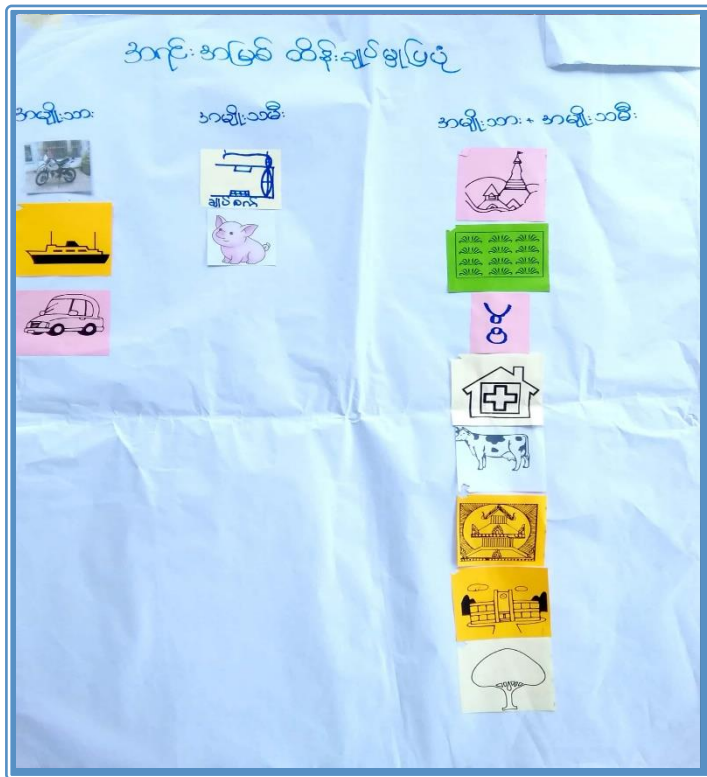 အရင်းအမြစ် ထိန်းချုပ်မှုပြပုံ
အမျိုးသား
အမျိုးသမီး
အမျိုးသား + အမျိုးသမီး
ချုပ်စက်